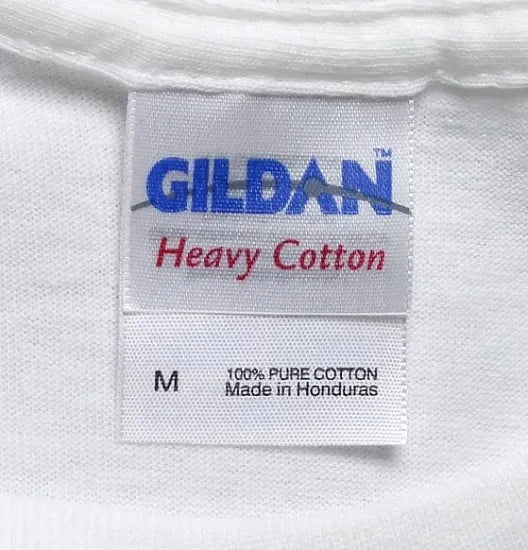 GILDAN™
Heavy Cotton
M
100% PURE COTTON
Made in Honduras